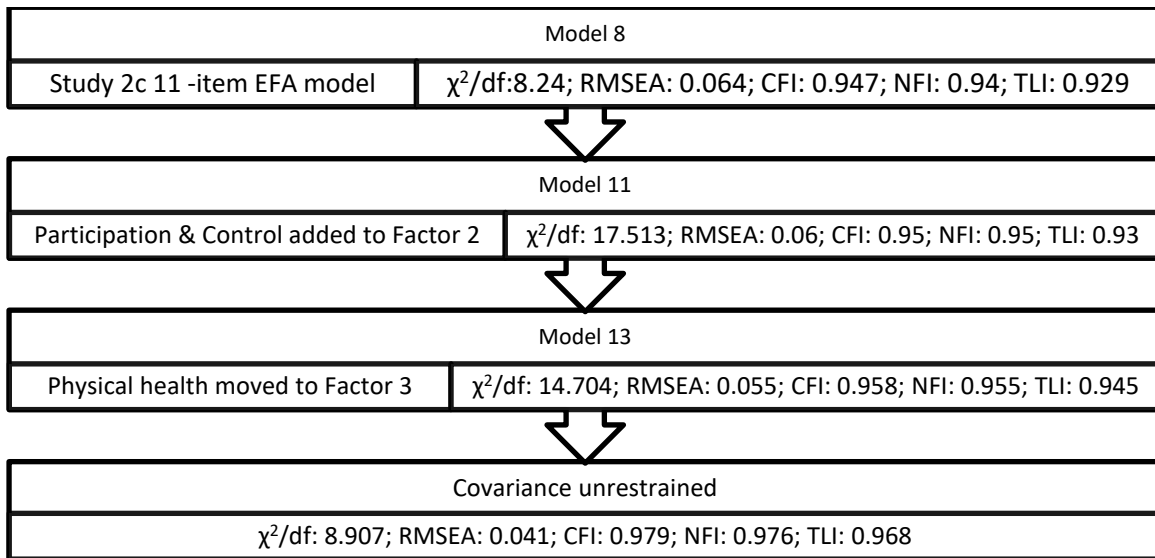 Model 8
Study 2c 11 -item EFA model
χ²/df:8.24; RMSEA: 0.064; CFI: 0.947; NFI: 0.94; TLI: 0.929
Model 11
Participation & Control added to Factor 2
χ²/df: 17.513; RMSEA: 0.06; CFI: 0.95; NFI: 0.95; TLI: 0.93
Model 13
Physical health moved to Factor 3
χ²/df: 14.704; RMSEA: 0.055; CFI: 0.958; NFI: 0.955; TLI: 0.945
Covariance unrestrained
χ²/df: 8.907; RMSEA: 0.041; CFI: 0.979; NFI: 0.976; TLI: 0.968